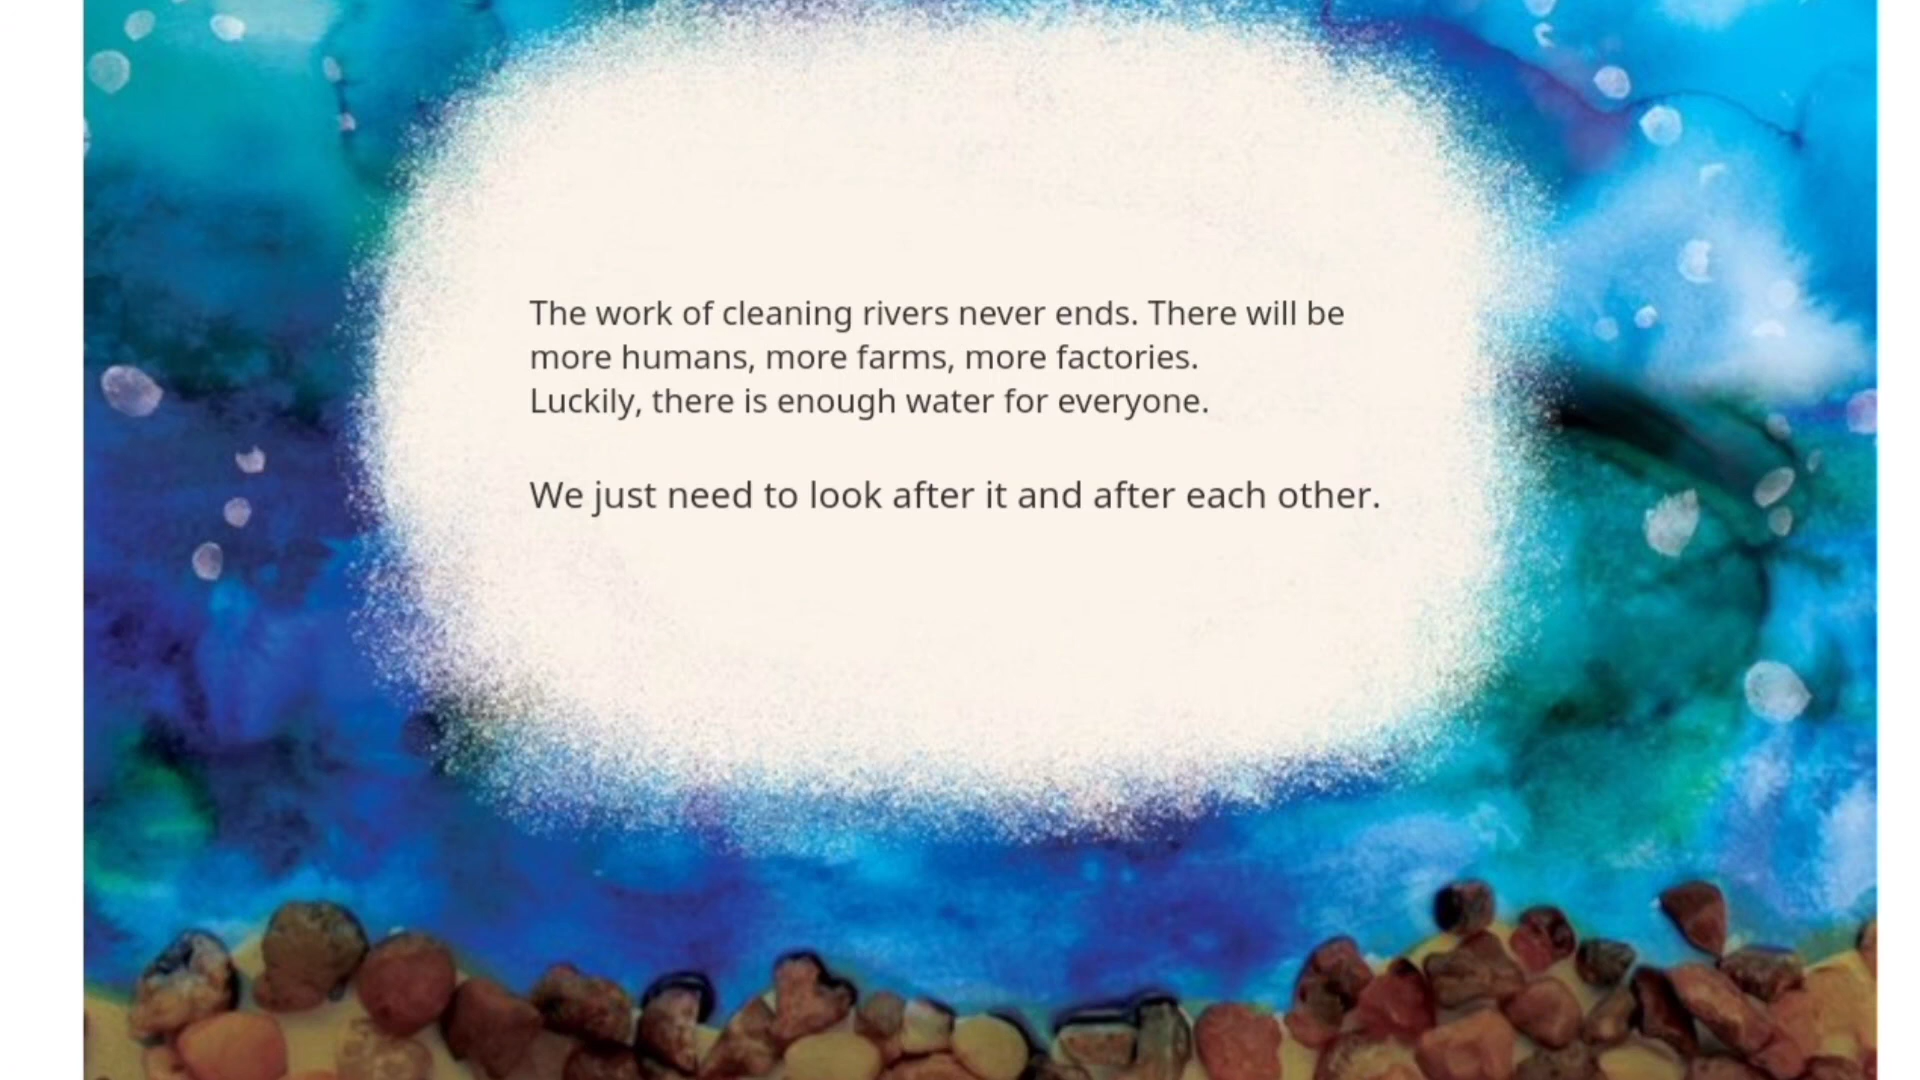 The work of cleaning rivers never ends. There will be
more humans, more farms, more factories.
Luckily, there is enough water for everyone.
We just need to look after it and after each other.